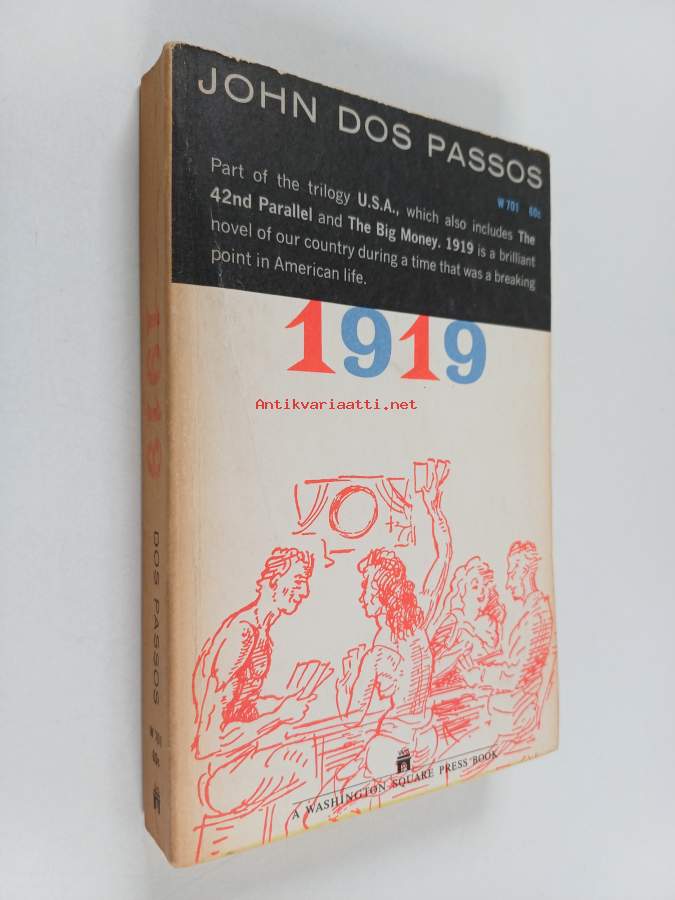 JOHN DOS PASSOS
W 701 60c
Part of the trilogy U.S.A., which also includes The
42nd Parallel and The Big Money. 1919 is a brilliant
novel of our country during a time that was a breaking
point in American life.
1919
Antikvariaatti.net
A WASHINGTON SQUARE PRESS BOOK
1919
DOS PASSOS
W 701
60c